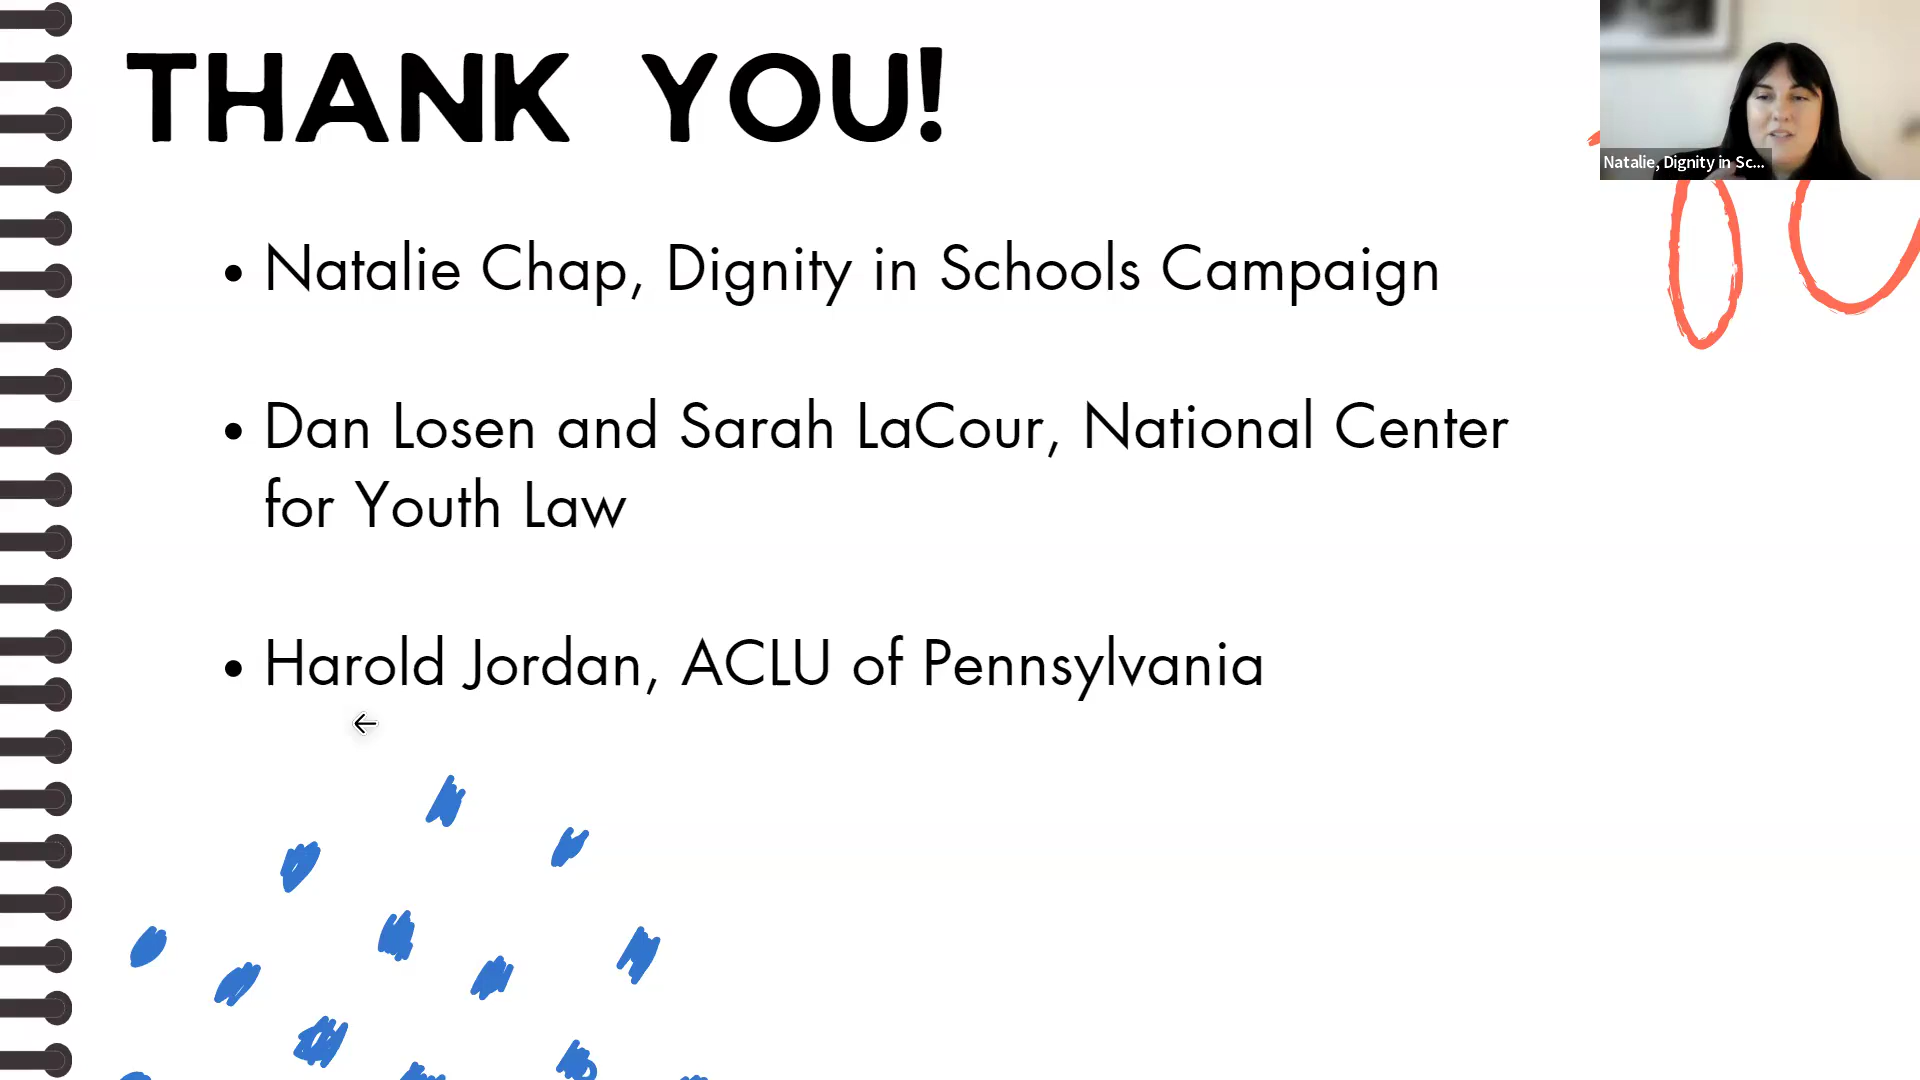 THANK YOU!
Natalie, Dignity in Sc...
• Natalie Chap, Dignity in Schools Campaign
• Dan Losen and Sarah LaCour, National Center
for Youth Law
• Harold Jordan, ACLU of Pennsylvania